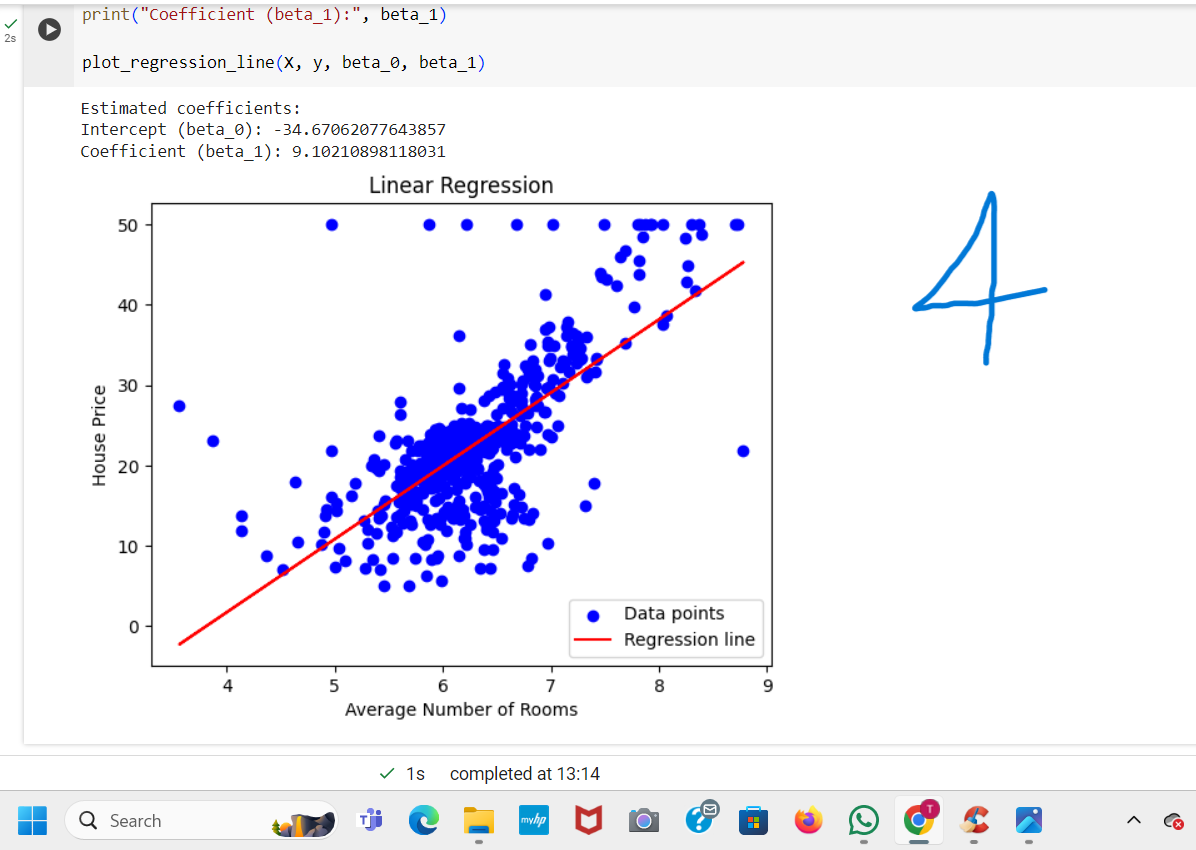 print("Coefficient (beta_1):", beta_1)
2s
plot_regression_line(X, y, beta_0, beta_1)
Estimated coefficients:
Intercept (beta_0): -34.67062077643857
Coefficient (beta_1): 9.10210898118031
Linear Regression
4
50
40
30
20
10
0
House Price
Data points
Regression line
4 5 6 7 8 9
Average Number of Rooms
1s completed at 13:14
Search
myhp
T